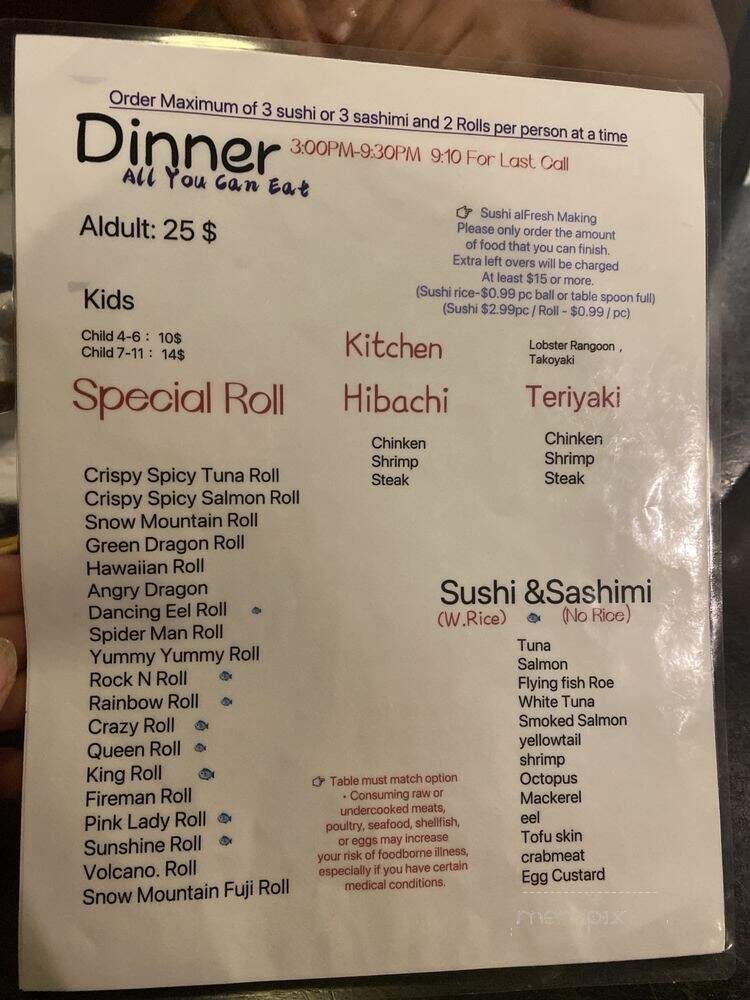 Order Maximum of 3 sushi or 3 sashimi and 2 Rolls per person at a time
Dinner 3:00PM-9:30PM 9:10 For Last Call
All You Can Eat
Aldult: 25 $
☞ Sushi alFresh Making
Please only order the amount
of food that you can finish.
Extra left overs will be charged
At least $15 or more.
(Sushi rice-$0.99 pc ball or table spoon full)
(Sushi $2.99pc / Roll - $0.99 / pc)
Kids
Child 4-6 : 10$
Child 7-11 : 14$
Kitchen
Lobster Rangoon ,
Takoyaki
Special Roll
Crispy Spicy Tuna Roll
Crispy Spicy Salmon Roll
Snow Mountain Roll
Green Dragon Roll
Hawaiian Roll
Angry Dragon
Dancing Eel Roll
Spider Man Roll
Yummy Yummy Roll
Rock N Roll
Rainbow Roll
Crazy Roll
Queen Roll
King Roll
Fireman Roll
Pink Lady Roll
Sunshine Roll
Volcano. Roll
Snow Mountain Fuji Roll
Hibachi
Chinken
Shrimp
Steak
Teriyaki
Chinken
Shrimp
Steak
Sushi &Sashimi
(W.Rice) (No Rice)
Tuna
Salmon
Flying fish Roe
White Tuna
Smoked Salmon
yellowtail
shrimp
Octopus
Mackerel
eel
Tofu skin
crabmeat
Egg Custard
☞ Table must match option
· Consuming raw or
undercooked meats,
poultry, seafood, shellfish,
or eggs may increase
your risk of foodborne illness,
especially if you have certain
medical conditions.
menupix